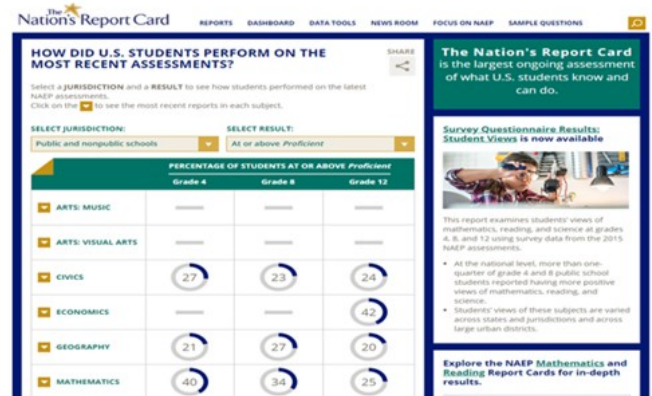 The Nation's Report Card
REPORTS DASHBOARD DATA TOOLS NEWS ROOM FOCUS ON NAEP SAMPLE QUESTIONS
HOW DID U.S. STUDENTS PERFORM ON THE
MOST RECENT ASSESSMENTS?
SHARE
Select a JURISDICTION and a RESULT to see how students performed on the latest
NAEP assessments.
Click on the to see the most recent reports in each subject.
SELECT JURISDICTION: SELECT RESULT:
Public and nonpublic schools At or above Proficient
PERCENTAGE OF STUDENTS AT OR ABOVE Proficient
Grade 4 Grade 8 Grade 12
ARTS: MUSIC
ARTS: VISUAL ARTS
CIVICS 27 23 24
ECONOMICS 42
GEOGRAPHY 21 27 20
MATHEMATICS 40 34 25
The Nation's Report Card
is the largest ongoing assessment
of what U.S. students know and
can do.
Survey Questionnaire Results:
Student Views is now available
This report examines students' views of
mathematics, reading, and science at grades
4, 8, and 12 using survey data from the 2015
NAEP assessments.
• At the national level, more than one-
quarter of grade 4 and 8 public school
students reported having more positive
views of mathematics, reading, and
science.
• Students' views of these subjects are varied
across states and jurisdictions and across
large urban districts.
Explore the NAEP Mathematics and
Reading Report Cards for in-depth
results.